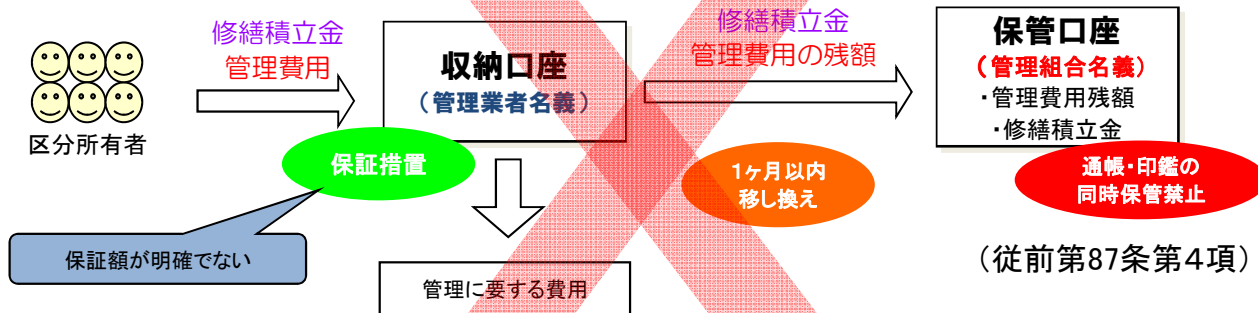 修繕積立金
管理費用
区分所有者
収納口座
（管理業者名義）
保証措置
保証額が明確でない
管理に要する費用
修繕積立金
管理費用の残額
1ヶ月以内
移し換え
保管口座
（管理組合名義）
・管理費用残額
・修繕積立金
通帳・印鑑の
同時保管禁止
（従前第87条第４項）